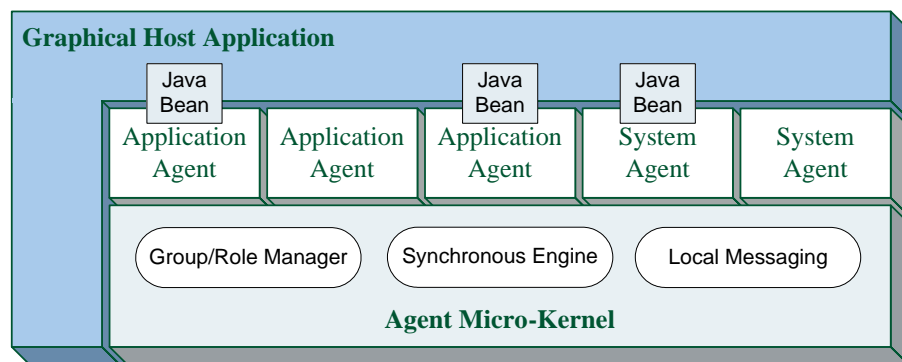 Graphical Host Application
Java
Bean
Java
Bean
Java
Bean
Application
Agent
Application
Agent
Application
Agent
System
Agent
System
Agent
Group/Role Manager
Synchronous Engine
Local Messaging
Agent Micro-Kernel